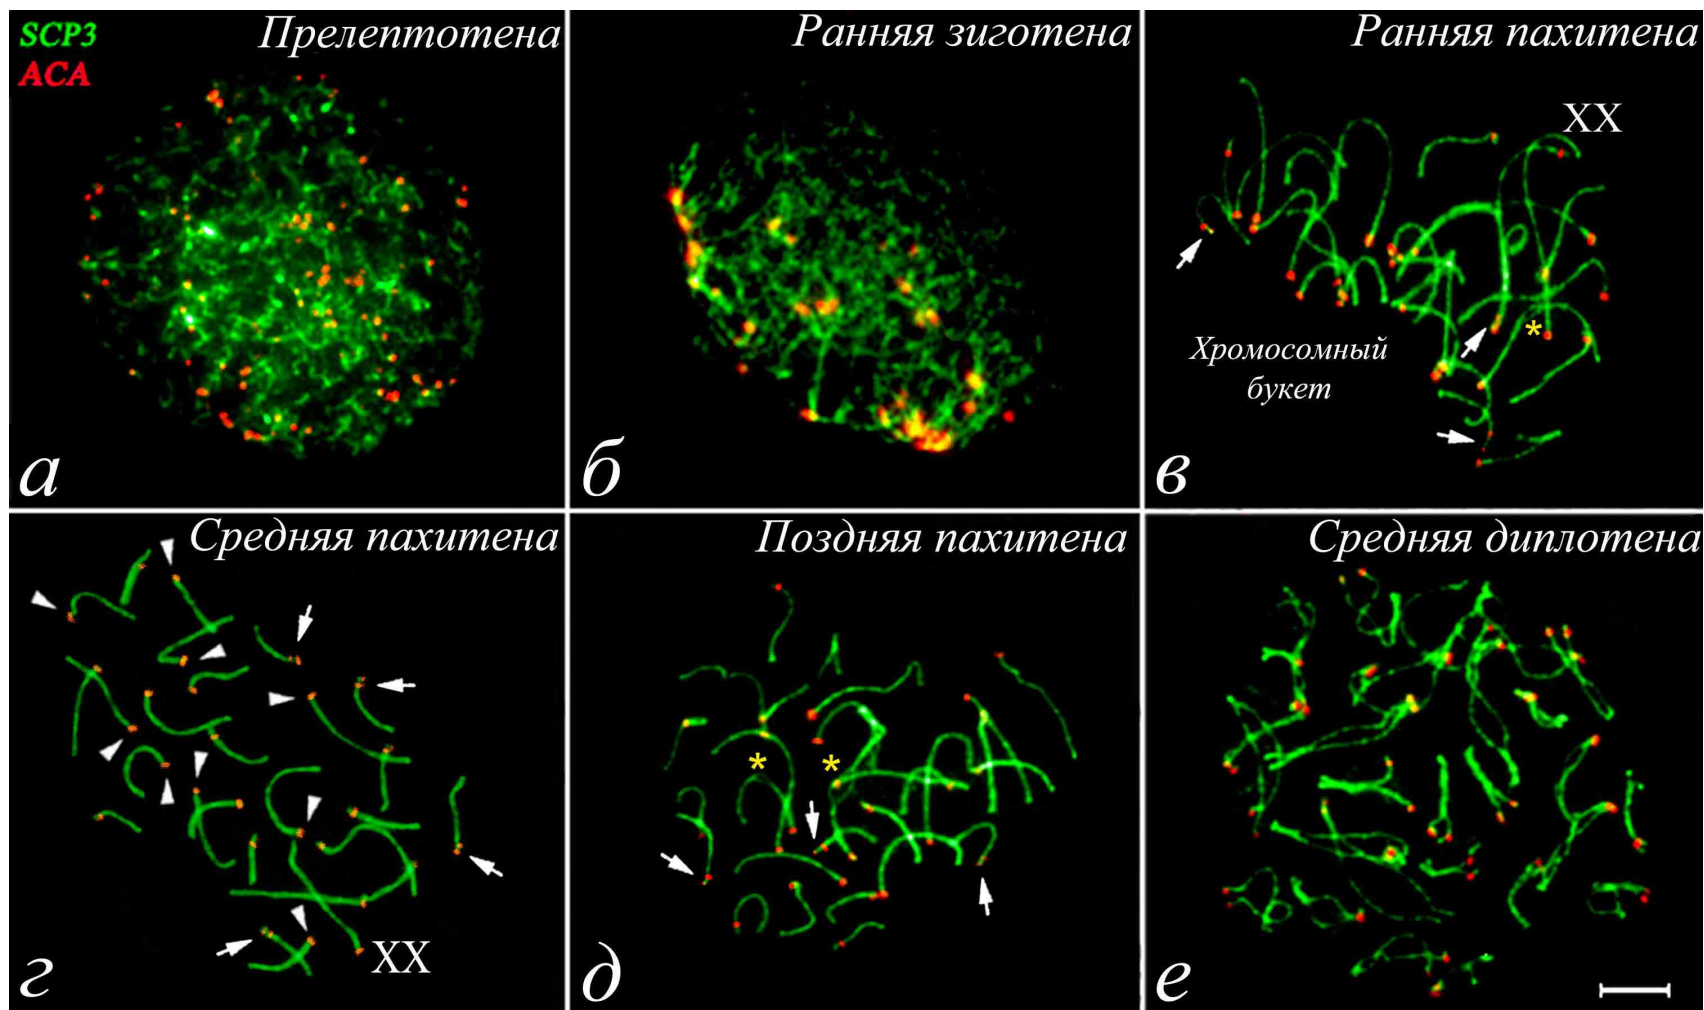 SCP3
ACA
Прелептотена
а
Ранняя зиготена
б
Ранняя пахитена
XX
*
Хромосомный
букет
в
Средняя пахитена
XX
г
Поздняя пахитена
* *
д
Средняя диплотена
е